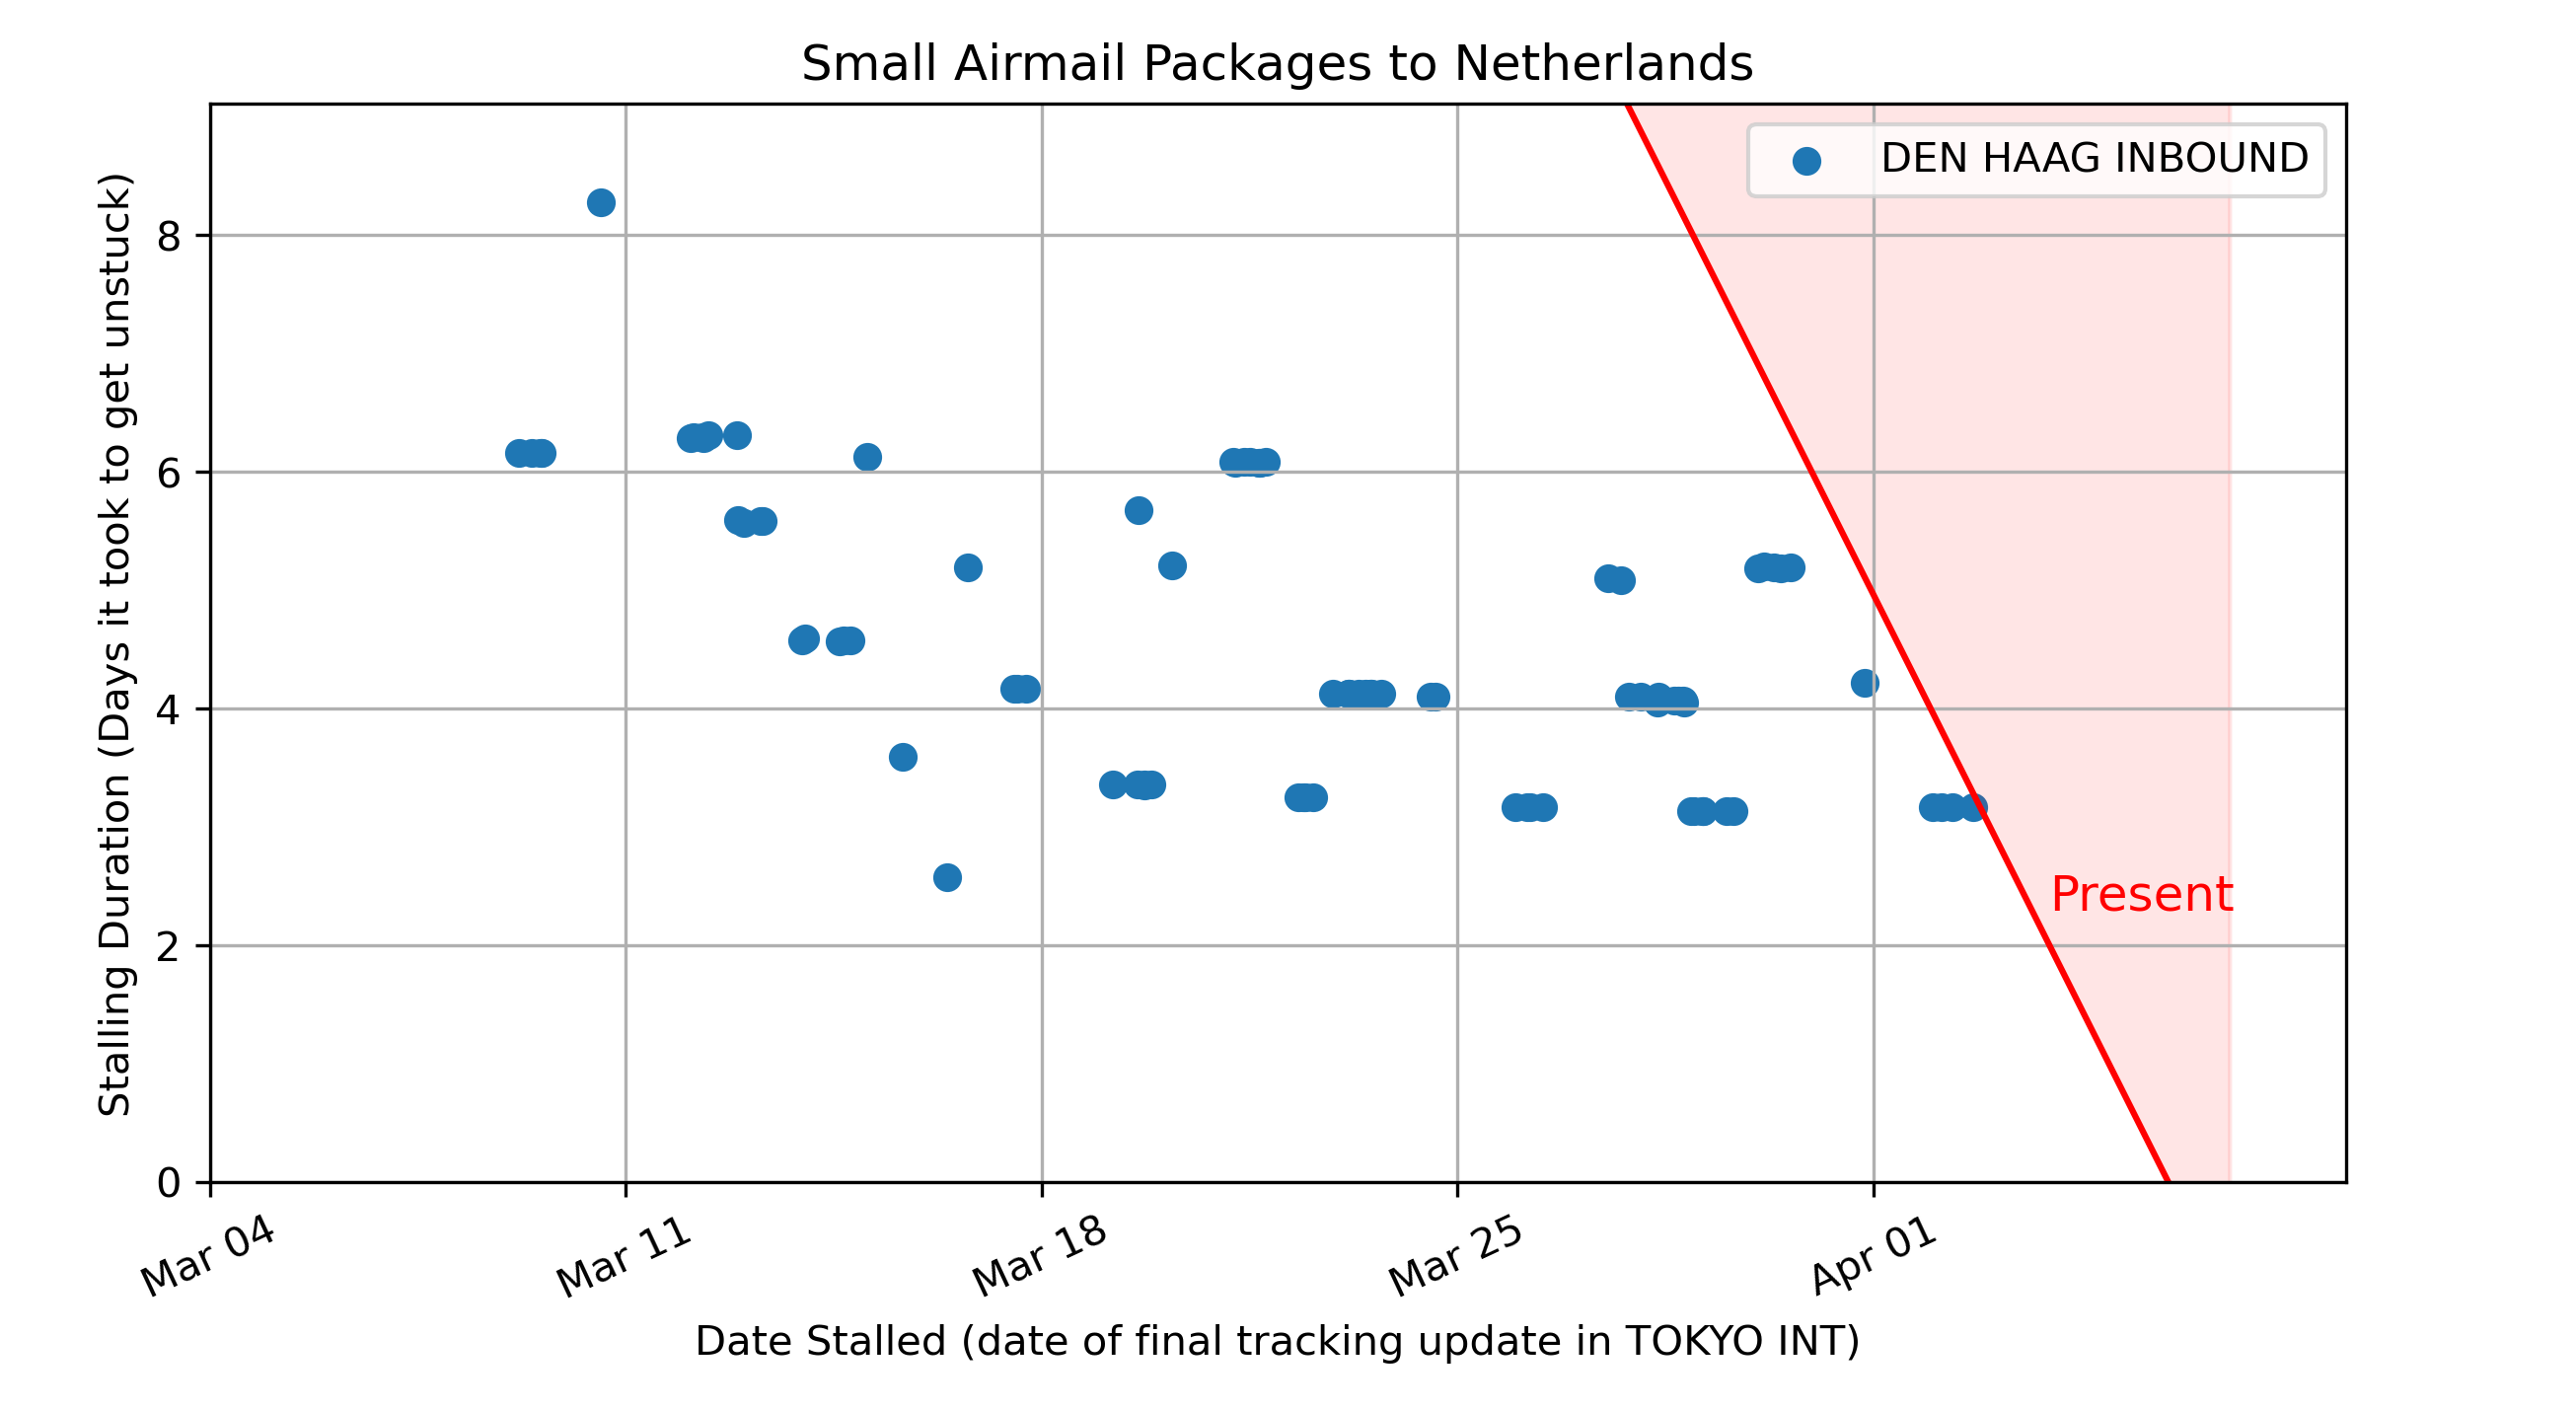 Small Airmail Packages to Netherlands
DEN HAAG INBOUND
Stalling Duration (Days it took to get unstuck)
8
6
4
2
0
Present
Mar 04
Mar 11
Mar 18
Mar 25
Apr 01
Date Stalled (date of final tracking update in TOKYO INT)